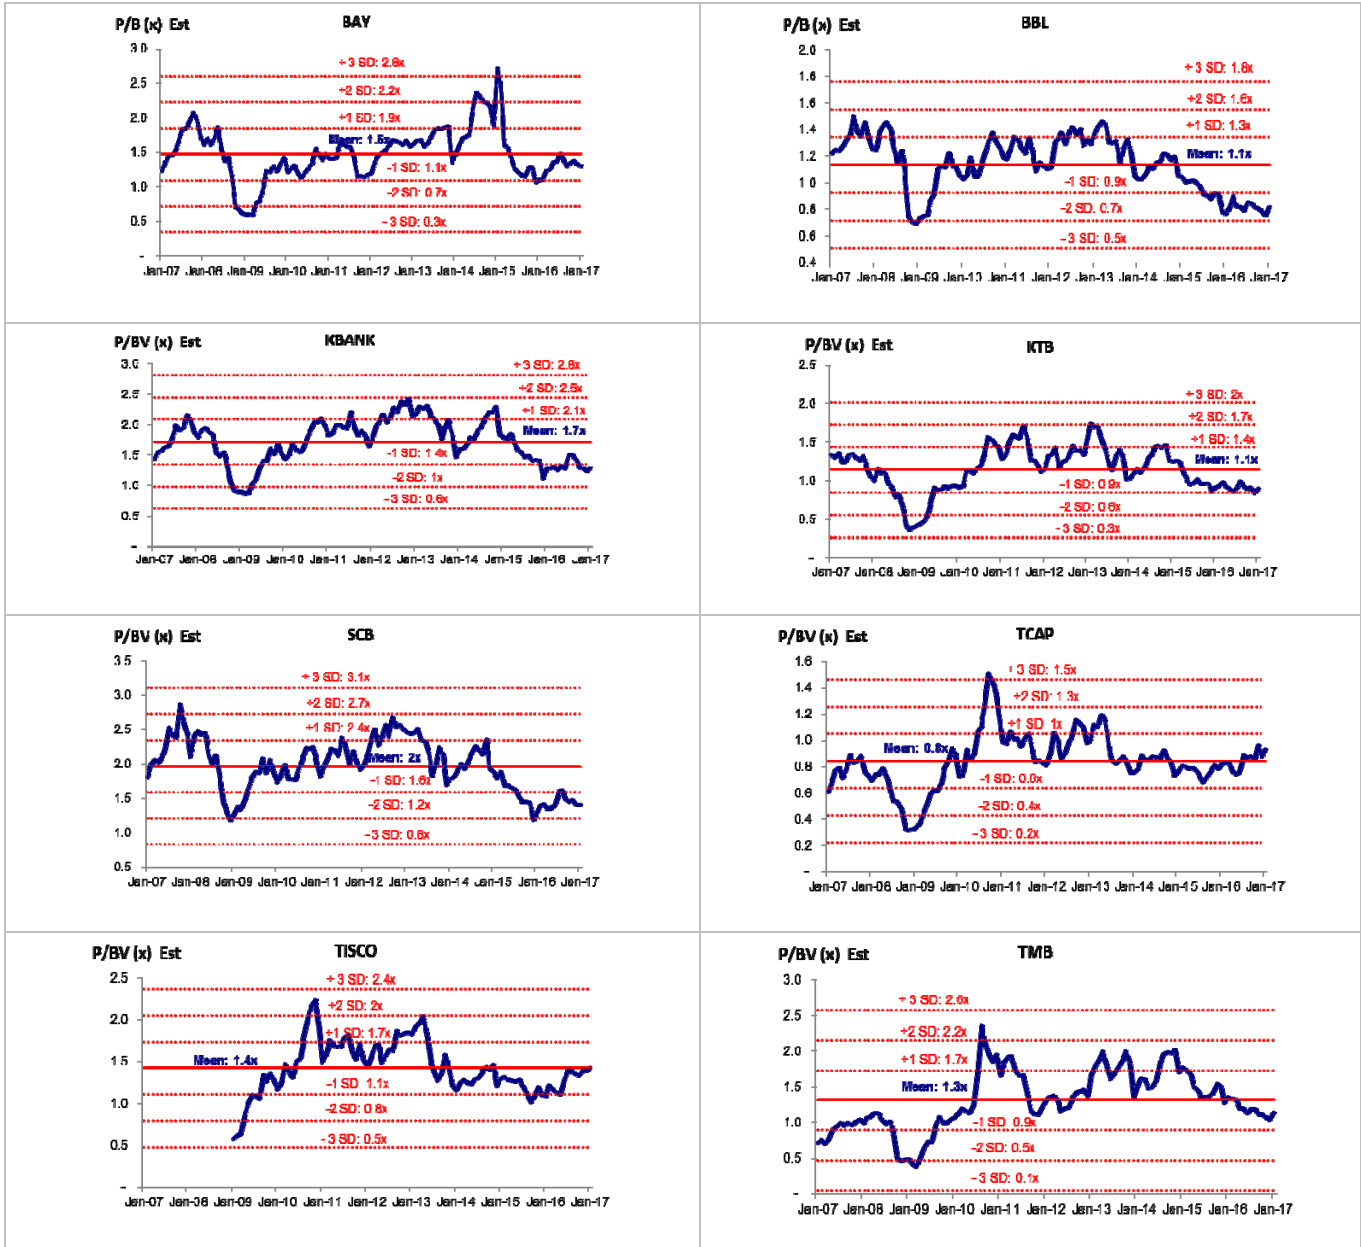 P/B (x) Est
BAY
3.0
2.5
2.0
1.5
1.0
0.5
-
+3 SD: 2.6x
+2 SD: 2.2x
+1 SD: 1.9x
Mean: 1.5x
-1 SD: 1.1x
-2 SD: 0.7x
-3 SD: 0.3x
Jan-07 Jan-08 Jan-09 Jan-10 Jan-11 Jan-12 Jan-13 Jan-14 Jan-15 Jan-16 Jan-17
P/B (x) Est
BBL
2.0
1.8
1.6
1.4
1.2
1.0
0.8
0.6
0.4
+3 SD: 1.8x
+2 SD: 1.6x
+1 SD: 1.3x
Mean: 1.1x
-1 SD: 0.9x
-2 SD: 0.7x
-3 SD: 0.5x
Jan-07 Jan-08 Jan-09 Jan-10 Jan-11 Jan-12 Jan-13 Jan-14 Jan-15 Jan-16 Jan-17
P/BV (x) Est
KBANK
3.0
2.5
2.0
1.5
1.0
0.5
-
+3 SD: 2.8x
+2 SD: 2.5x
+1 SD: 2.1x
Mean: 1.7x
-1 SD: 1.4x
-2 SD: 1x
-3 SD: 0.6x
Jan-07 Jan-08 Jan-09 Jan-10 Jan-11 Jan-12 Jan-13 Jan-14 Jan-15 Jan-16 Jan-17
P/BV (x) Est
KTB
2.5
2.0
1.5
1.0
0.5
-
+3 SD: 2x
+2 SD: 1.7x
+1 SD: 1.4x
Mean: 1.1x
-1 SD: 0.9x
-2 SD: 0.6x
-3 SD: 0.3x
Jan-07 Jan-08 Jan-09 Jan-10 Jan-11 Jan-12 Jan-13 Jan-14 Jan-15 Jan-16 Jan-17
P/BV (x) Est
SCB
3.5
3.0
2.5
2.0
1.5
1.0
0.5
+3 SD: 3.1x
+2 SD: 2.7x
+1 SD: 2.4x
Mean: 2x
-1 SD: 1.6x
-2 SD: 1.2x
-3 SD: 0.8x
Jan-07 Jan-08 Jan-09 Jan-10 Jan-11 Jan-12 Jan-13 Jan-14 Jan-15 Jan-16 Jan-17
P/BV (x) Est
TCAP
1.6
1.4
1.2
1.0
0.8
0.6
0.4
0.2
-
+3 SD: 1.5x
+2 SD: 1.3x
+1 SD: 1x
Mean: 0.8x
-1 SD: 0.6x
-2 SD: 0.4x
-3 SD: 0.2x
Jan-07 Jan-08 Jan-09 Jan-10 Jan-11 Jan-12 Jan-13 Jan-14 Jan-15 Jan-16 Jan-17
P/BV (x) Est
TISCO
2.5
2.0
1.5
1.0
0.5
-
+3 SD: 2.4x
+2 SD: 2x
+1 SD: 1.7x
Mean: 1.4x
-1 SD: 1.1x
-2 SD: 0.8x
-3 SD: 0.5x
Jan-07 Jan-08 Jan-09 Jan-10 Jan-11 Jan-12 Jan-13 Jan-14 Jan-15 Jan-16 Jan-17
P/BV (x) Est
TMB
3.0
2.5
2.0
1.5
1.0
0.5
-
+3 SD: 2.6x
+2 SD: 2.2x
+1 SD: 1.7x
Mean: 1.3x
-1 SD: 0.9x
-2 SD: 0.5x
-3 SD: 0.1x
Jan-07 Jan-08 Jan-09 Jan-10 Jan-11 Jan-12 Jan-13 Jan-14 Jan-15 Jan-16 Jan-17